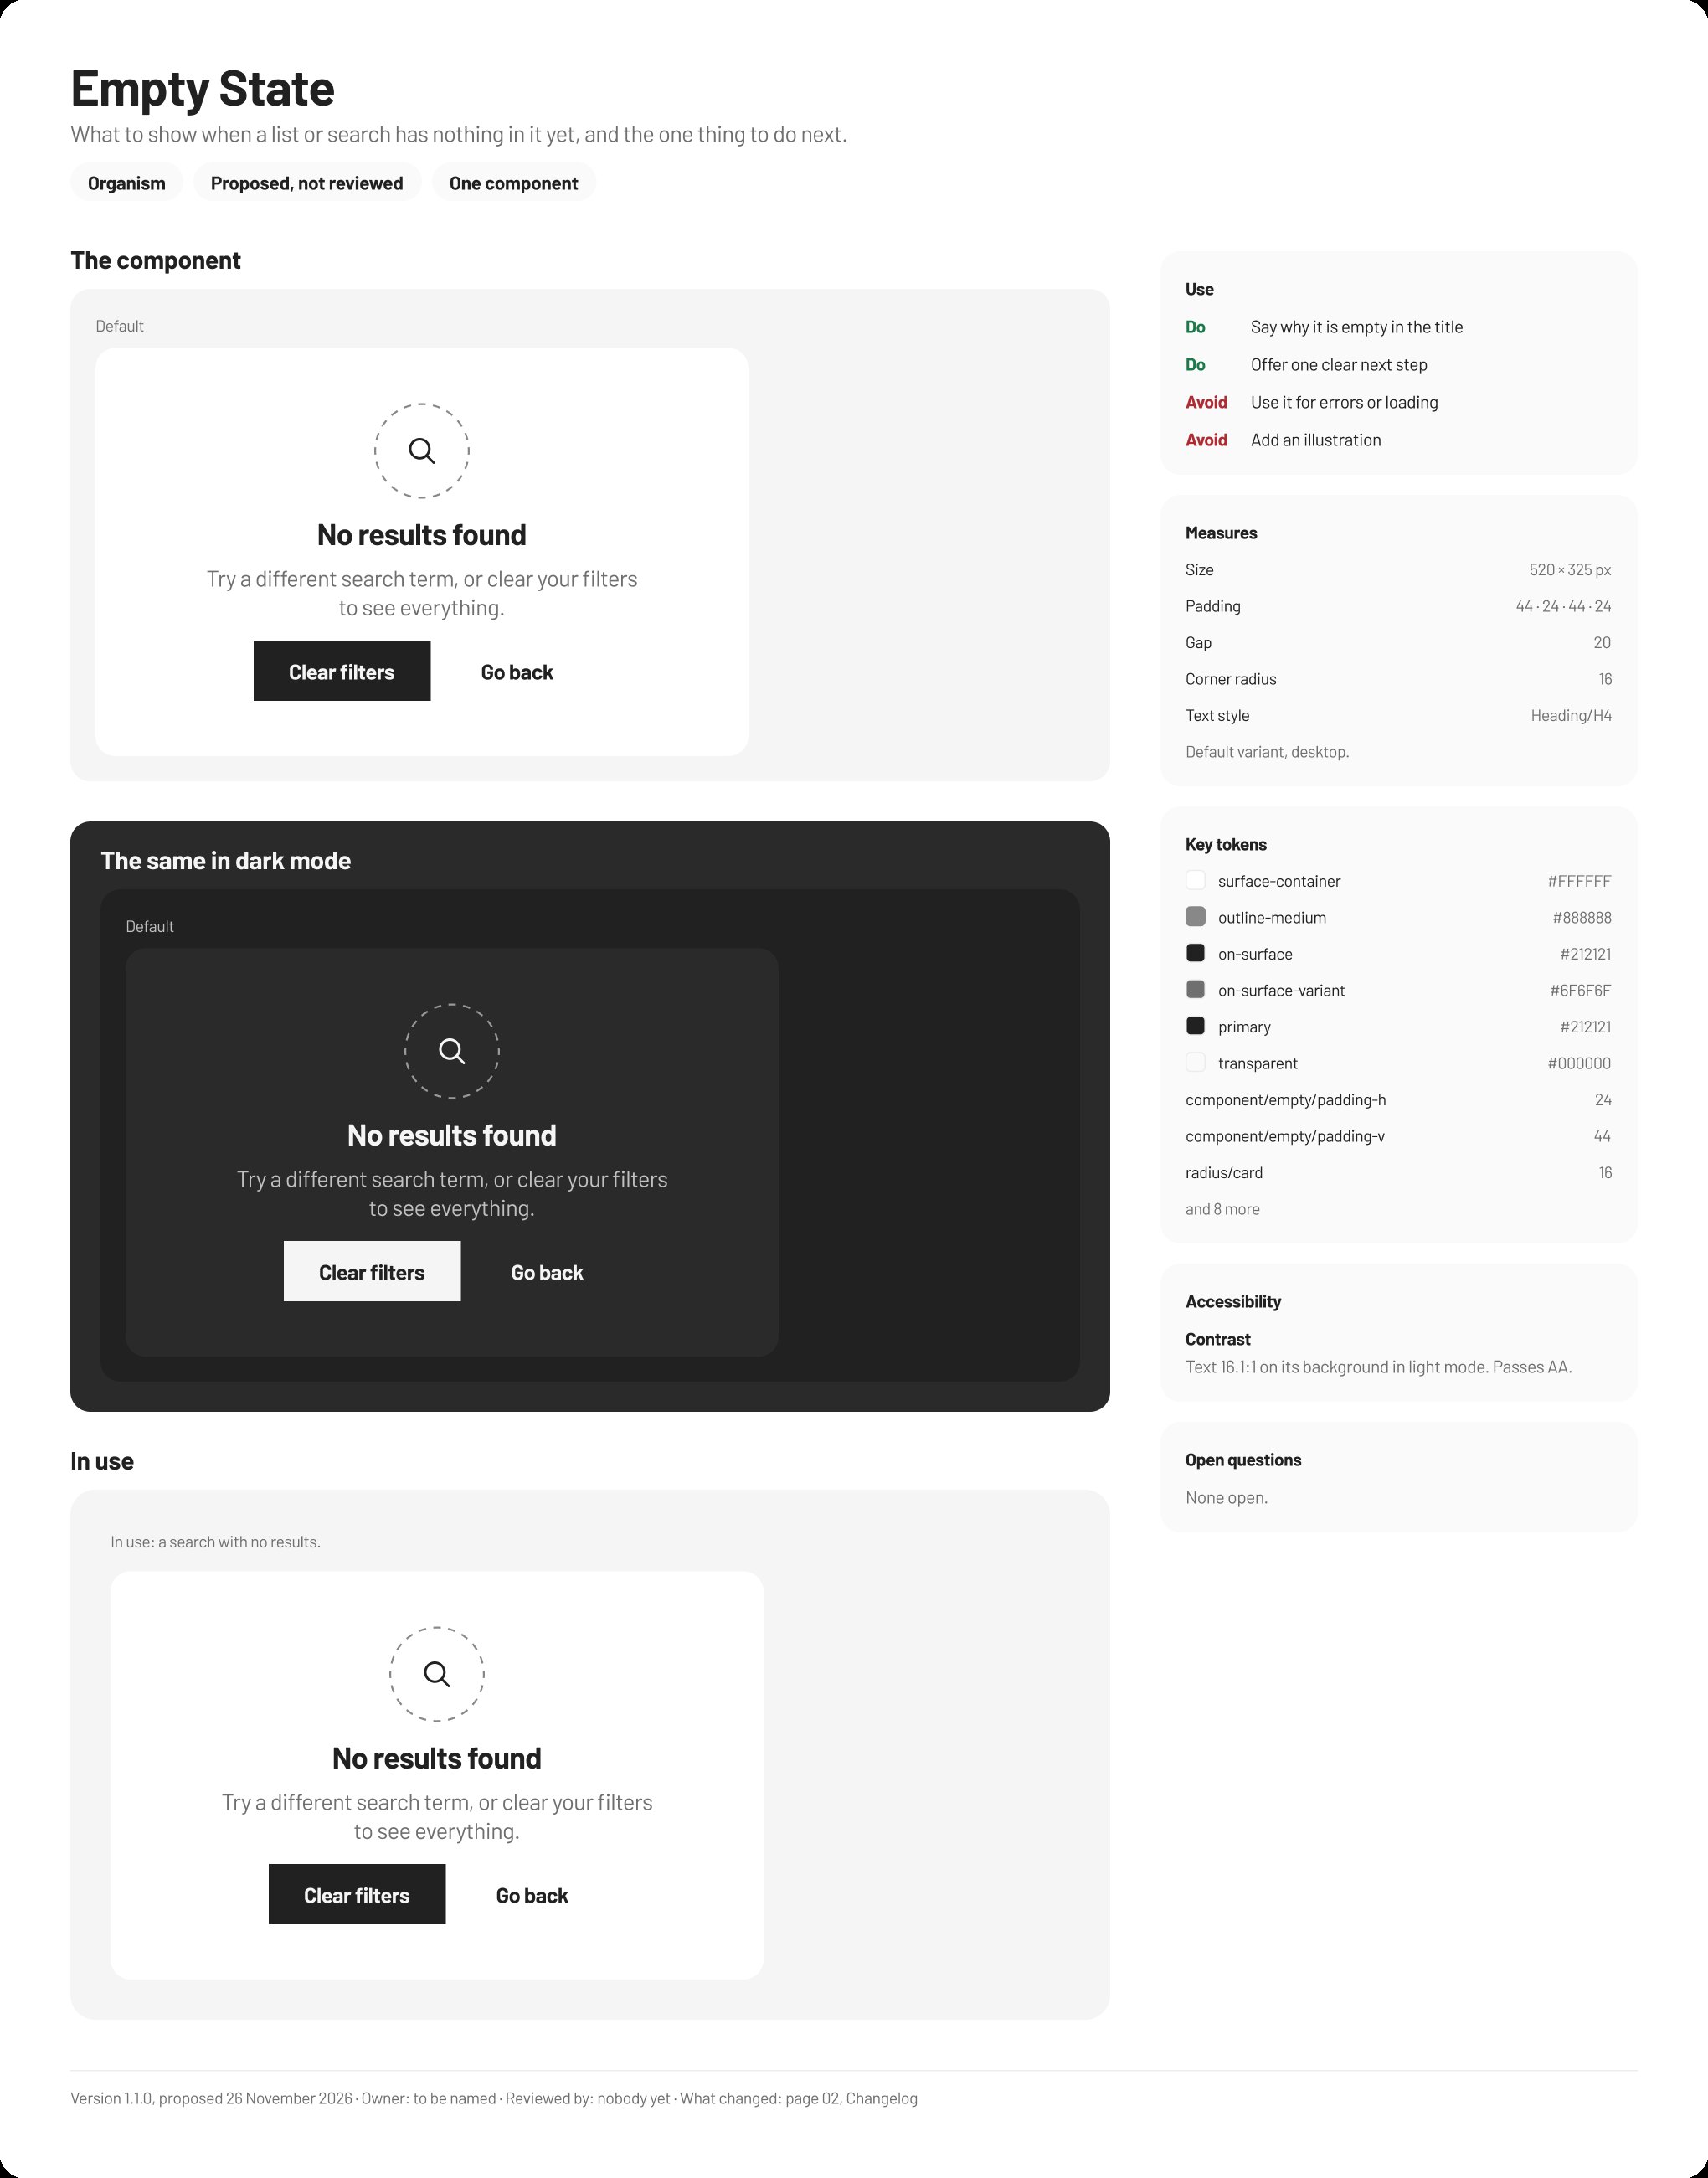 Empty State
What to show when a list or search has nothing in it yet, and the one thing to do next.
Organism
Proposed, not reviewed
One component
The component
Default
No results found
Try a different search term, or clear your filters
to see everything.
Clear filters
Go back
The same in dark mode
Default
No results found
Try a different search term, or clear your filters
to see everything.
Clear filters
Go back
In use
In use: a search with no results.
No results found
Try a different search term, or clear your filters
to see everything.
Clear filters
Go back
Use
Do Say why it is empty in the title
Do Offer one clear next step
Avoid Use it for errors or loading
Avoid Add an illustration
Measures
Size 520 × 325 px
Padding 44 · 24 · 44 · 24
Gap 20
Corner radius 16
Text style Heading/H4
Default variant, desktop.
Key tokens
surface-container #FFFFFF
outline-medium #888888
on-surface #212121
on-surface-variant #6F6F6F
primary #212121
transparent #000000
component/empty/padding-h 24
component/empty/padding-v 44
radius/card 16
and 8 more
Accessibility
Contrast
Text 16.1:1 on its background in light mode. Passes AA.
Open questions
None open.
Version 1.1.0, proposed 26 November 2026 · Owner: to be named · Reviewed by: nobody yet · What changed: page 02, Changelog